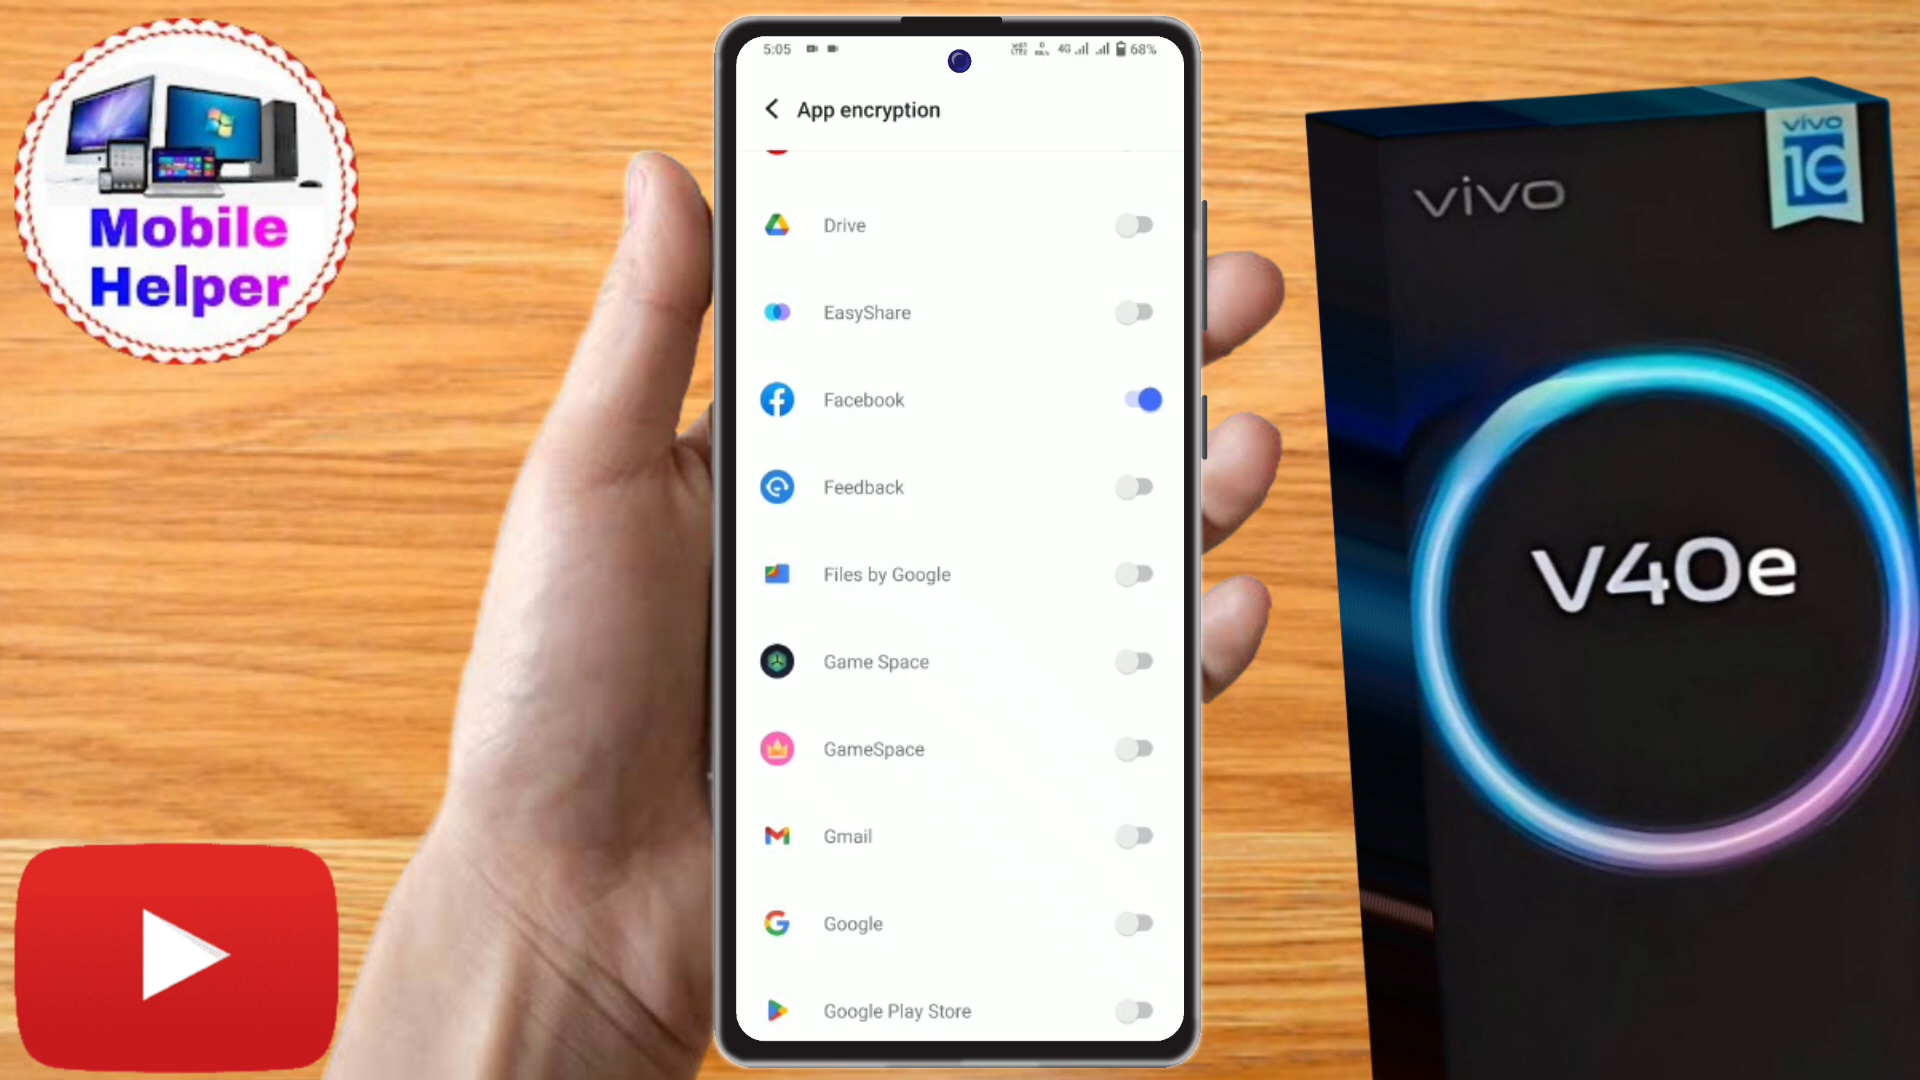 Mobile
Helper
5:05
4G
68%
App encryption
Drive
EasyShare
Facebook
Feedback
Files by Google
Game Space
GameSpace
Gmail
Google
Google Play Store
vivo
vivo
10
V40e